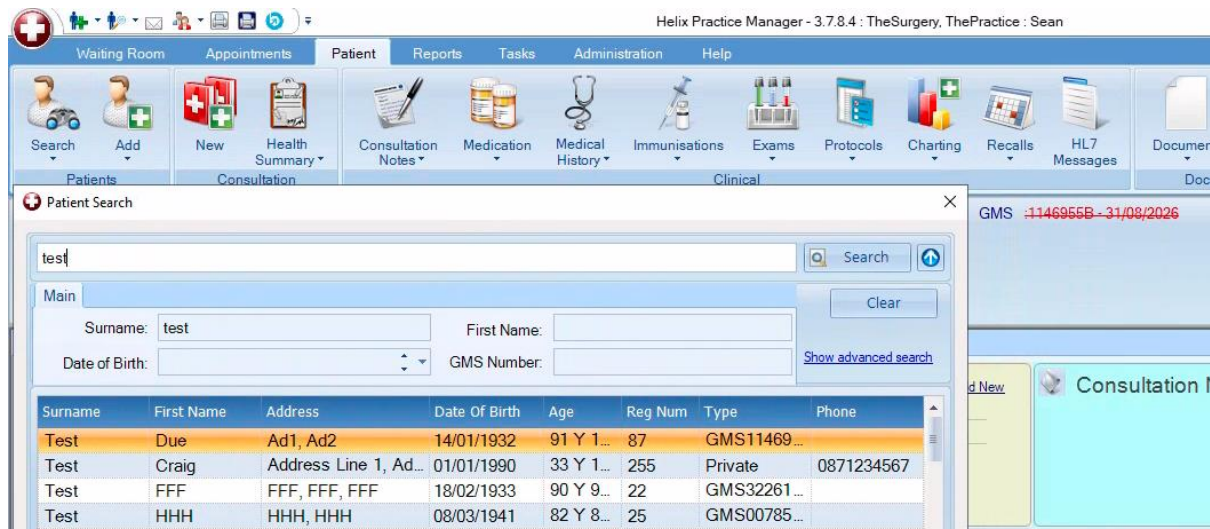 Helix Practice Manager - 3.7.8.4 : TheSurgery, ThePractice : Sean
Waiting Room Appointments Patient Reports Tasks Administration Help
Search Add New Health Summary Consultation Notes Medication Medical History Immunisations Exams Protocols Charting Recalls HL7 Messages Documen
Patients Consultation Clinical Doc
Patient Search
GMS :1146955B - 31/08/2026
test
Search
Main
Clear
Surname: test First Name:
Date of Birth: GMS Number:
Show advanced search
d New
Consultation N
Surname First Name Address Date Of Birth Age Reg Num Type Phone
Test Due Ad1, Ad2 14/01/1932 91 Y 1... 87 GMS11469...
Test Craig Address Line 1, Ad... 01/01/1990 33 Y 1... 255 Private 0871234567
Test FFF FFF, FFF, FFF 18/02/1933 90 Y 9... 22 GMS32261...
Test HHH HHH, HHH 08/03/1941 82 Y 8... 25 GMS00785...